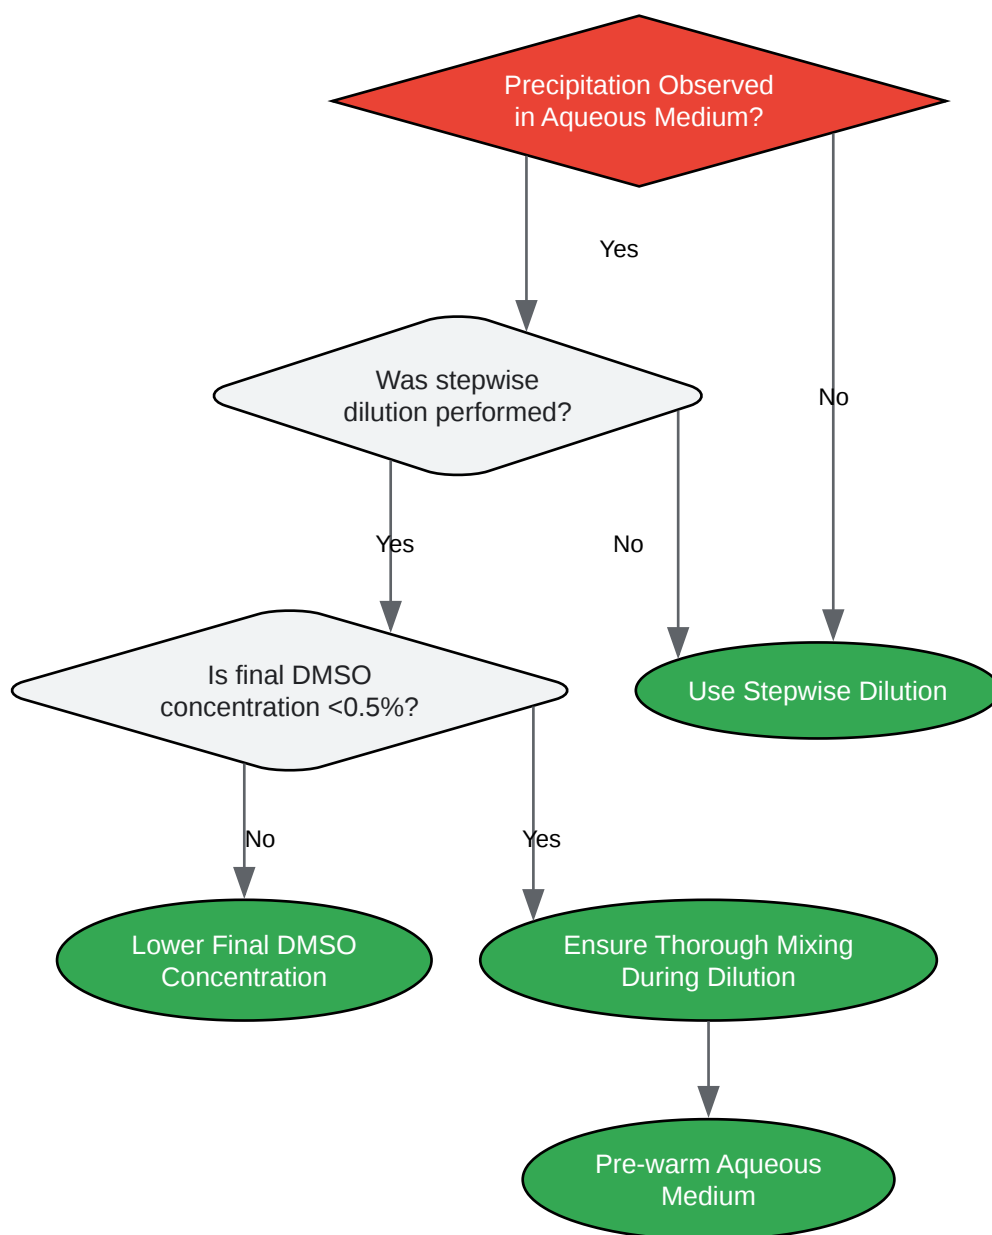 Precipitation Observed
in Aqueous Medium?
Yes
Was stepwise
dilution performed?
No
Yes
No
Is final DMSO
concentration <0.5%?
Use Stepwise Dilution
No
Yes
Lower Final DMSO
Concentration
Ensure Thorough Mixing
During Dilution
Pre-warm Aqueous
Medium